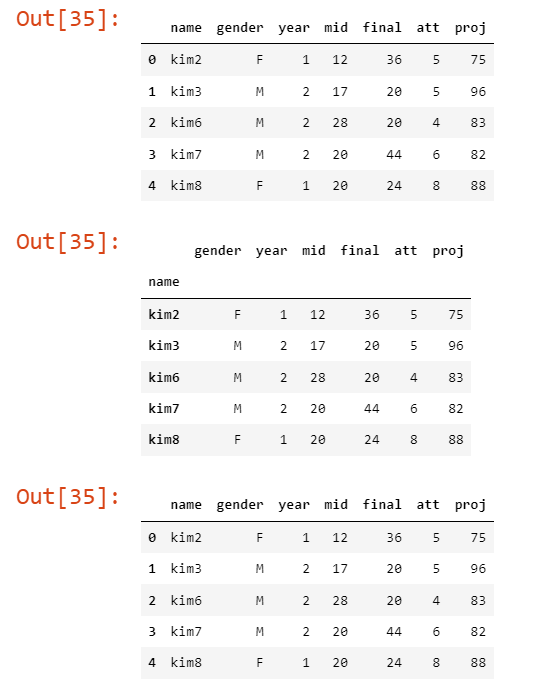 Out[35]:
name gender year mid final att proj
0 kim2 F 1 12 36 5 75
1 kim3 M 2 17 20 5 96
2 kim6 M 2 28 20 4 83
3 kim7 M 2 20 44 6 82
4 kim8 F 1 20 24 8 88
Out[35]:
gender year mid final att proj
name
kim2 F 1 12 36 5 75
kim3 M 2 17 20 5 96
kim6 M 2 28 20 4 83
kim7 M 2 20 44 6 82
kim8 F 1 20 24 8 88
Out[35]:
name gender year mid final att proj
0 kim2 F 1 12 36 5 75
1 kim3 M 2 17 20 5 96
2 kim6 M 2 28 20 4 83
3 kim7 M 2 20 44 6 82
4 kim8 F 1 20 24 8 88